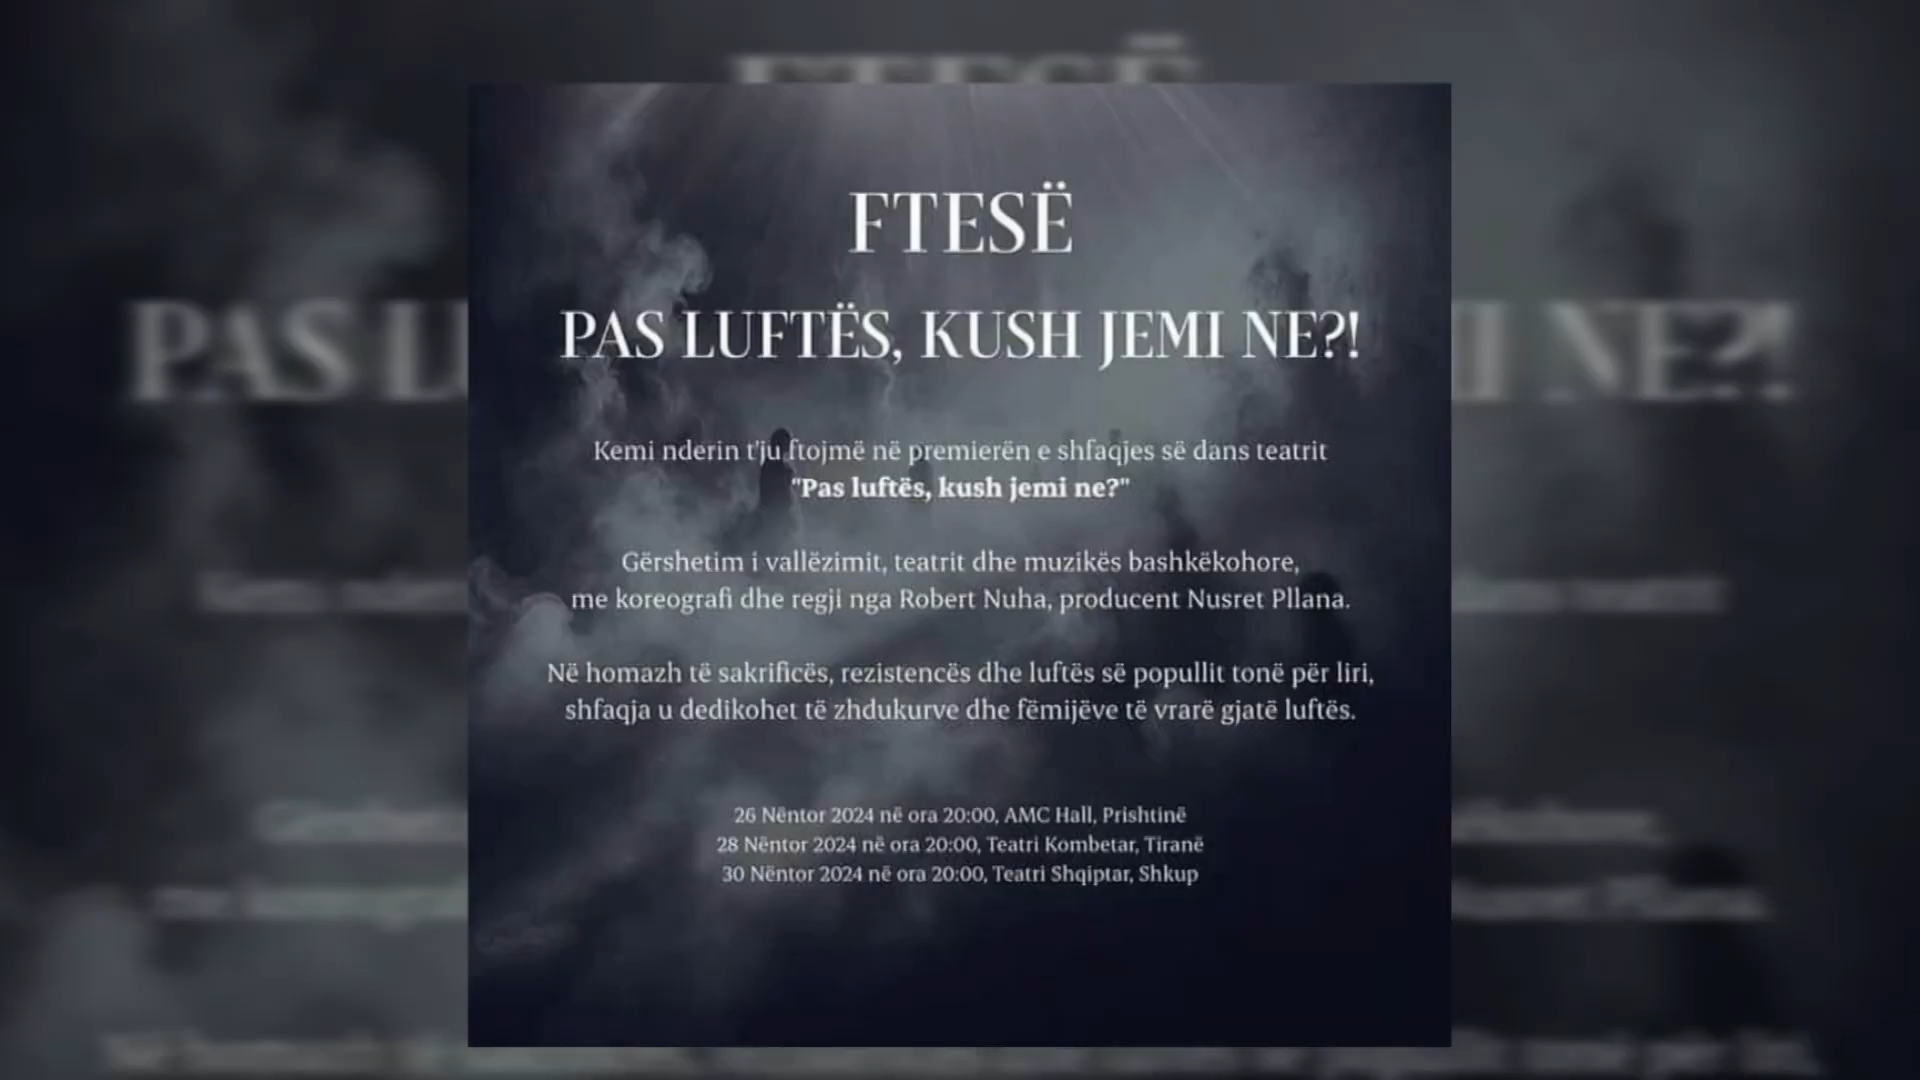 FTESË
PAS LUFTËS, KUSH JEMI NE?!
Kemi nderin t'ju ftojmë në premierën e shfaqjes së dans teatrit
"Pas luftës, kush jemi ne?"
Gërshetim i vallëzimit, teatrit dhe muzikës bashkëkohore,
me koreografi dhe regji nga Robert Nuha, producent Nusret Pllana.
Në homazh të sakrificës, rezistencës dhe luftës së popullit tonë për liri,
shfaqja u dedikohet të zhdukurve dhe fëmijëve të vrarë gjatë luftës.
26 Nëntor 2024 në ora 20:00, AMC Hall, Prishtinë
28 Nëntor 2024 në ora 20:00, Teatri Kombetar, Tiranë
30 Nëntor 2024 në ora 20:00, Teatri Shqiptar, Shkup